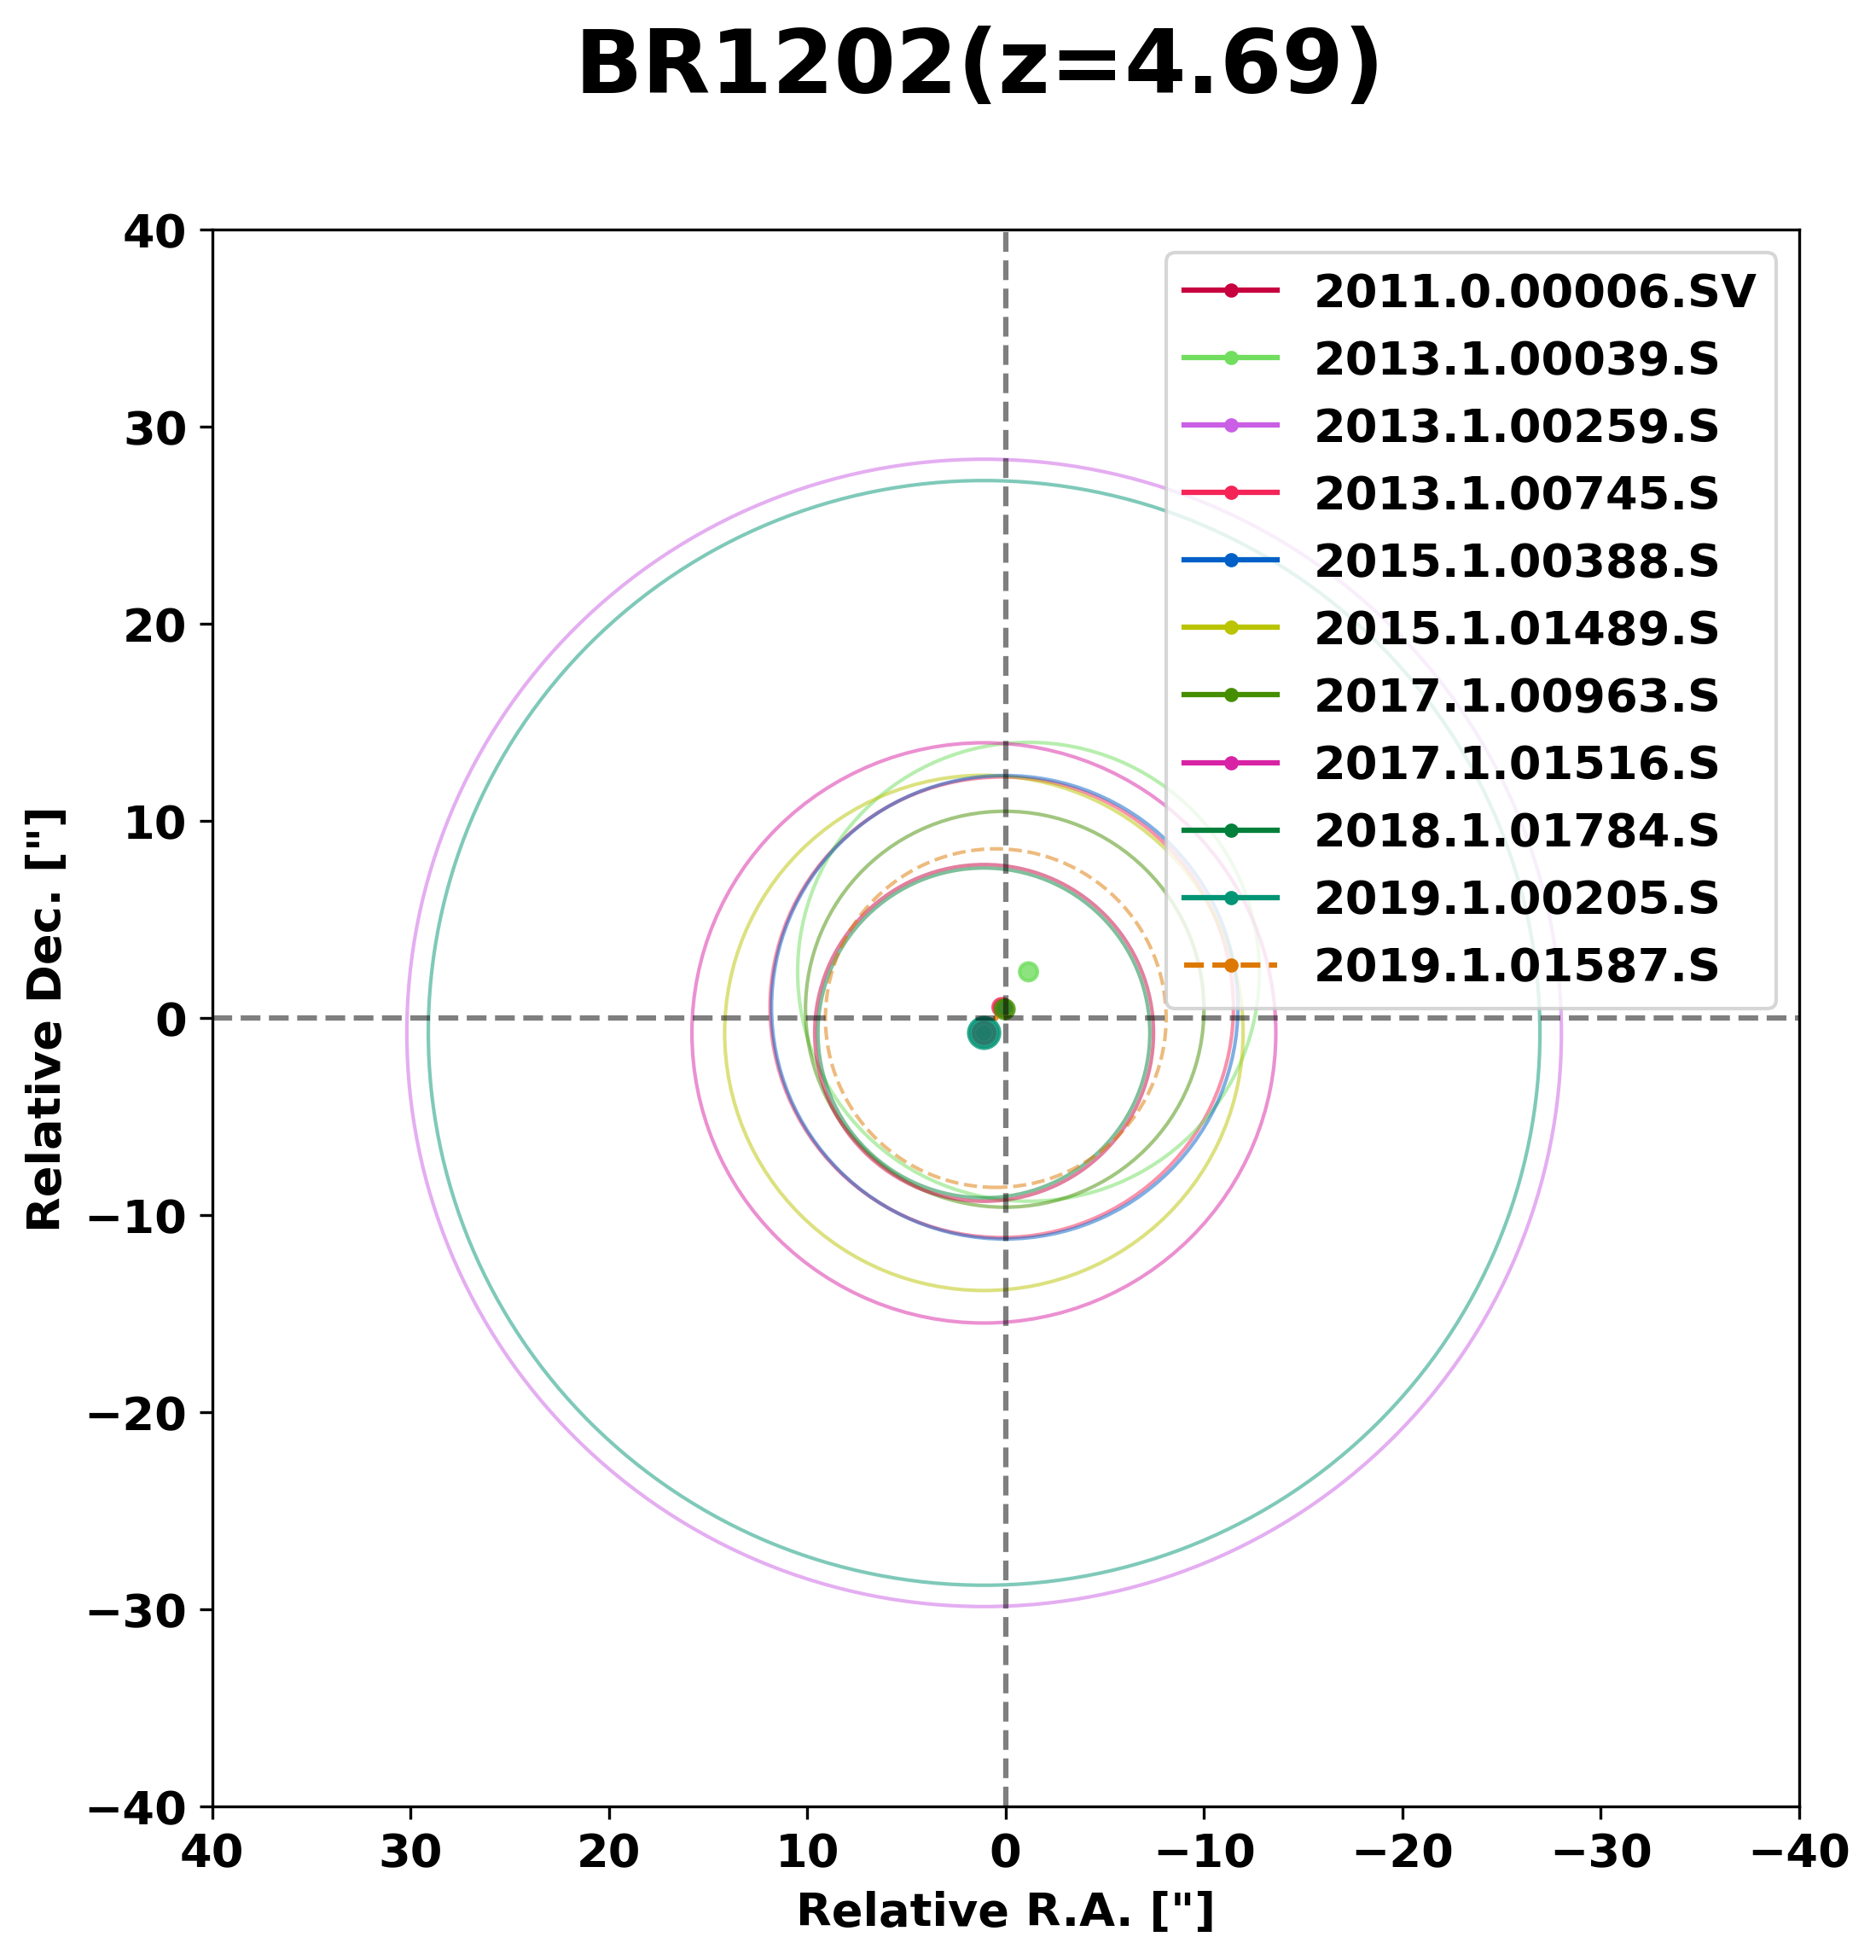 BR1202(z=4.69)
40
30
20
10
0
−10
−20
−30
−40
Relative Dec. ["]
2011.0.00006.SV
2013.1.00039.S
2013.1.00259.S
2013.1.00745.S
2015.1.00388.S
2015.1.01489.S
2017.1.00963.S
2017.1.01516.S
2018.1.01784.S
2019.1.00205.S
2019.1.01587.S
40 30 20 10 0 −10 −20 −30 −40
Relative R.A. ["]